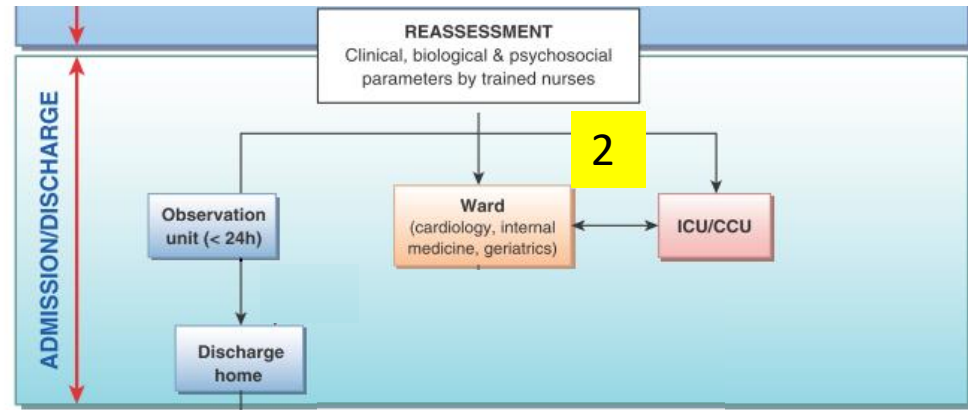 REASSESSMENT
Clinical, biological & psychosocial
parameters by trained nurses
ADMISSION/DISCHARGE
2
Observation
unit (< 24h)
Ward
(cardiology, internal
medicine, geriatrics)
ICU/CCU
Discharge
home